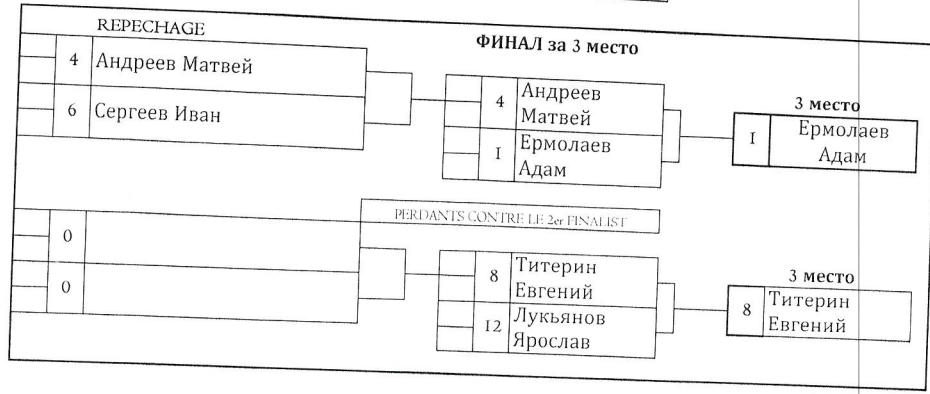 REPECHAGE
ФИНАЛ за 3 место
4 Андреев Матвей
6 Сергеев Иван
4 Андреев
Матвей
1 Ермолаев
Адам
3 место
1 Ермолаев
Адам
PERDANTS CONTRE LE 2er FINALIST
0
0
8 Титерин
Евгений
12 Лукьянов
Ярослав
3 место
8 Титерин
Евгений